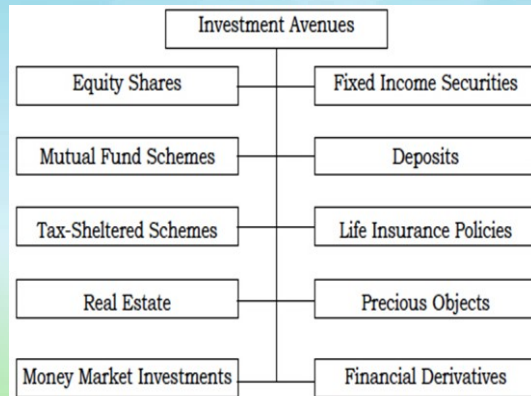 Investment Avenues
Equity Shares
Fixed Income Securities
Mutual Fund Schemes
Deposits
Tax-Sheltered Schemes
Life Insurance Policies
Real Estate
Precious Objects
Money Market Investments
Financial Derivatives